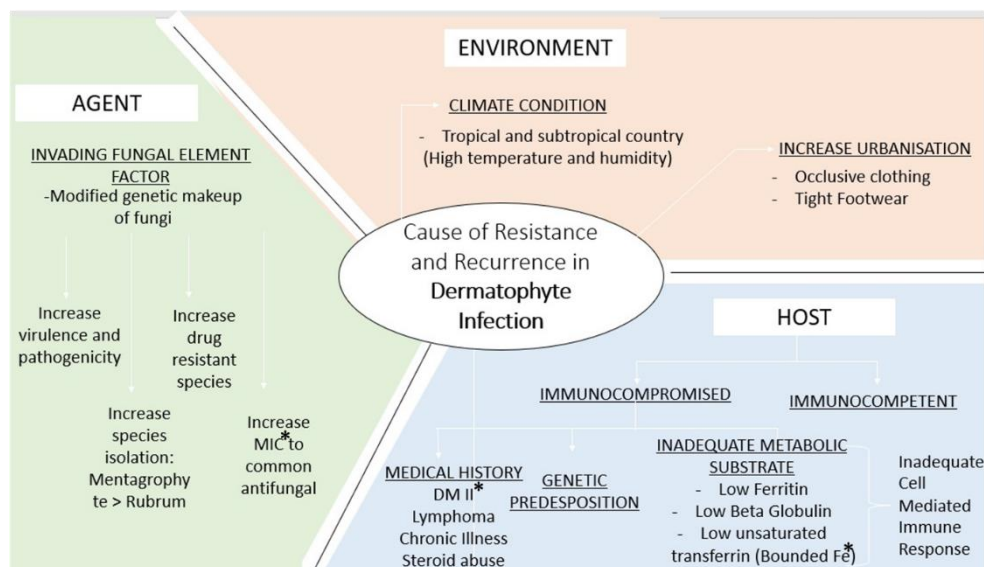 AGENT
INVADING FUNGAL ELEMENT
FACTOR
-Modified genetic makeup
of fungi
Increase
virulence and
pathogenicity
Increase
species
isolation:
Mentagrophy
te > Rubrum
Increase
drug
resistant
species
Increase
MIC* to
common
antifungal
ENVIRONMENT
CLIMATE CONDITION
- Tropical and subtropical country
(High temperature and humidity)
INCREASE URBANISATION
- Occlusive clothing
- Tight Footwear
Cause of Resistance
and Recurrence in
Dermatophyte
Infection
HOST
IMMUNOCOMPROMISED
IMMUNOCOMPETENT
MEDICAL HISTORY
DM II*
Lymphoma
Chronic Illness
Steroid abuse
GENETIC
PREDESPOSITION
INADEQUATE METABOLIC
SUBSTRATE
- Low Ferritin
- Low Beta Globulin
- Low unsaturated
transferrin (Bounded Fe*)
Inadequate
Cell
Mediated
Immune
Response